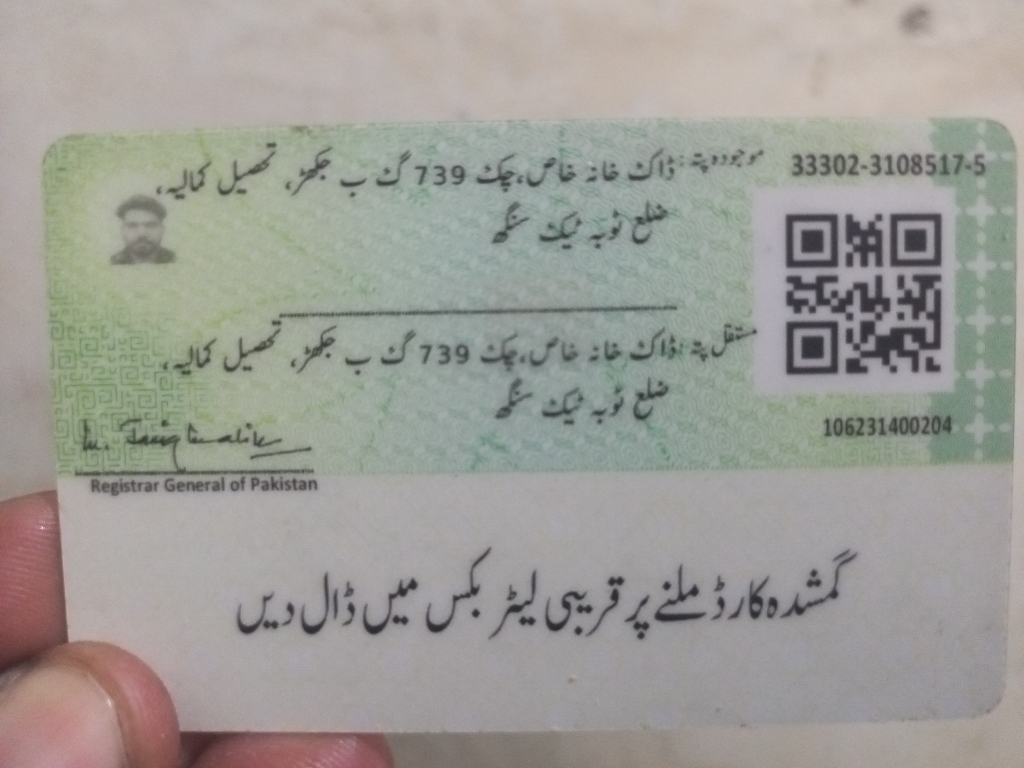 33302-3108517-5
موجودہ پتہ: ڈاک خانہ خاص، چک 739 گ ب جکھڑ، تحصیل کمالیہ،
ضلع ٹوبہ ٹیک سنگھ
مستقل پتہ: ڈاک خانہ خاص، چک 739 گ ب جکھڑ، تحصیل کمالیہ،
ضلع ٹوبہ ٹیک سنگھ
106231400204
Registrar General of Pakistan
گمشدہ کارڈ ملنے پر قریبی لیٹر بکس میں ڈال دیں